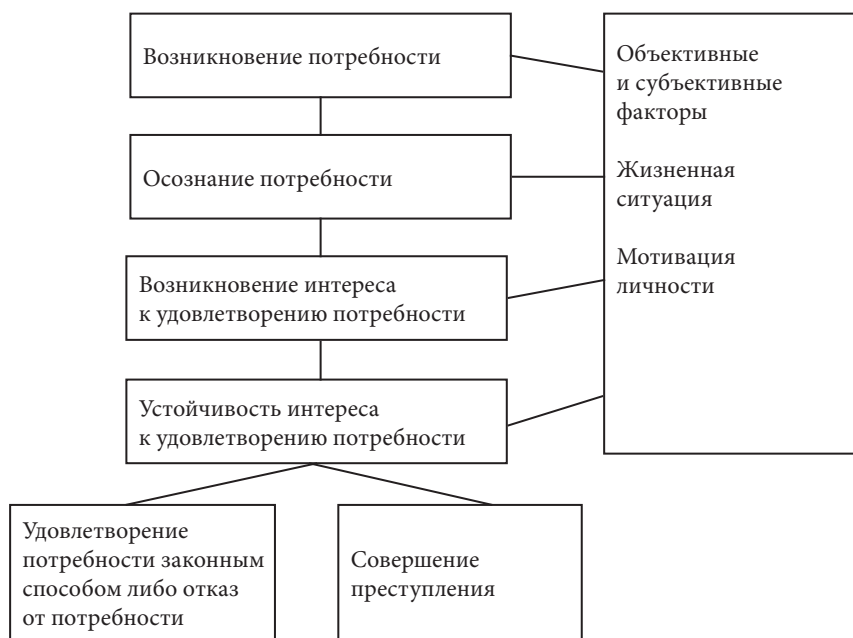 Возникновение потребности
Осознание потребности
Возникновение интереса
к удовлетворению потребности
Устойчивость интереса
к удовлетворению потребности
Объективные
и субъективные
факторы
Жизненная
ситуация
Мотивация
личности
Удовлетворение
потребности законным
способом либо отказ
от потребности
Совершение
преступления